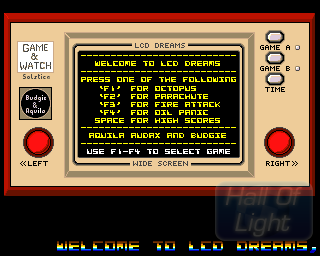 LCD DREAMS
GAME &
WATCH
Solstice
Budgie
&
Aquila
<<LEFT
WELCOME TO LCD DREAMS
PRESS ONE OF THE FOLLOWING
'F1' FOR OCTOPUS
'F2' FOR PARACHUTE
'F3' FOR FIRE ATTACK
'F4' FOR OIL PANIC
SPACE FOR HIGH SCORES
AQUILA AUDAX AND BUDGIE
USE F1-F4 TO SELECT GAME
WIDE SCREEN
GAME A
GAME B
TIME
RIGHT>>
Hall Of
Light
WELCOME TO LCD DREAMS.